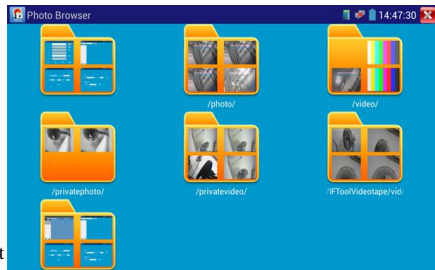 Photo Browser 14:47:30
/photo/ /video/
/privatephoto/ /privatevideo/ /IFToolVideotape/vid
t